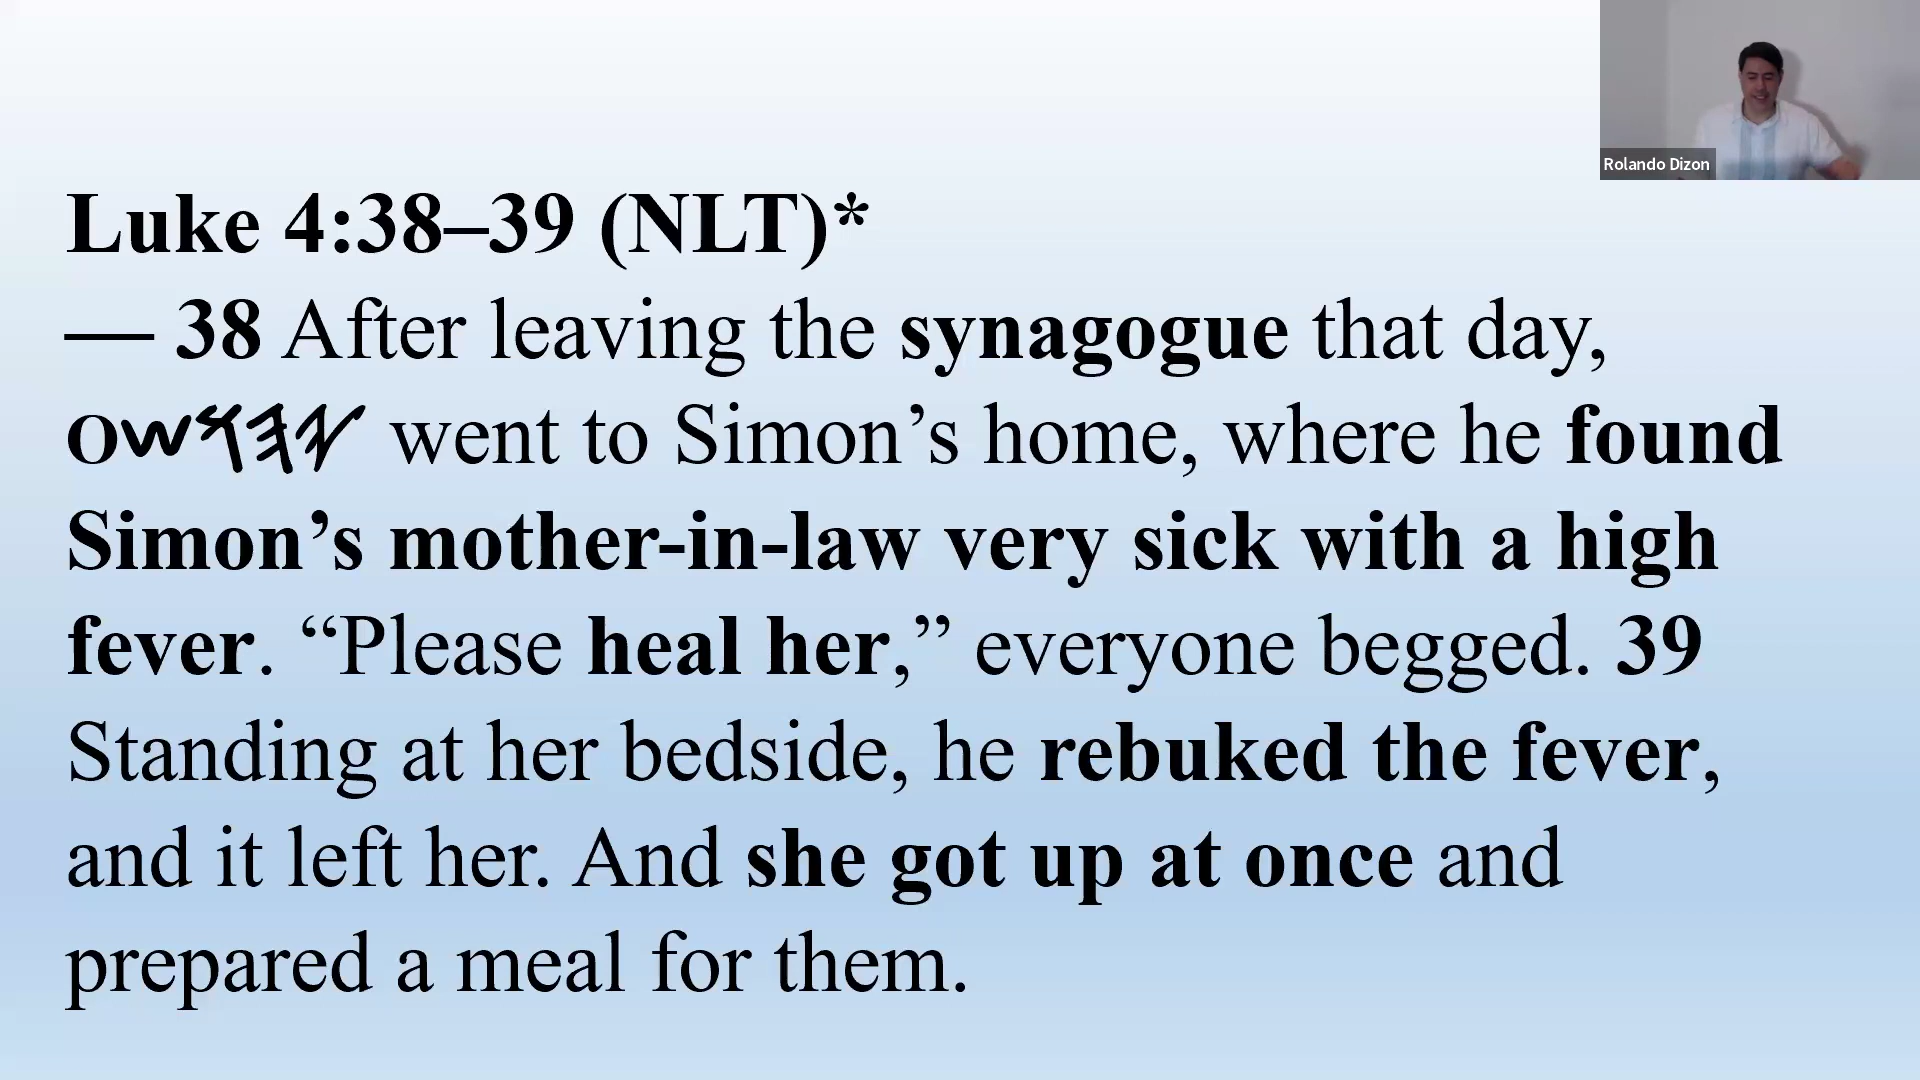 Rolando Dizon
Luke 4:38–39 (NLT)*
— 38 After leaving the synagogue that day,
𐤉𐤄𐤅𐤔𐤏 went to Simon’s home, where he found
Simon’s mother-in-law very sick with a high
fever. “Please heal her,” everyone begged. 39
Standing at her bedside, he rebuked the fever,
and it left her. And she got up at once and
prepared a meal for them.